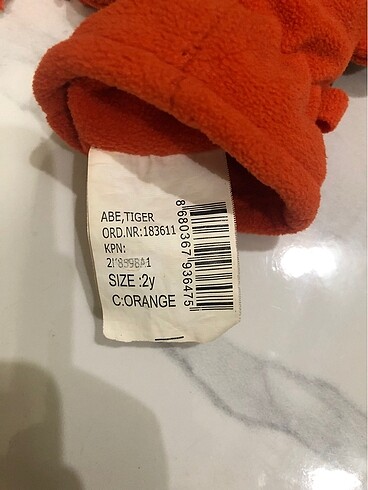 ABE,TIGER
ORD.NR:183611
KPN:
SIZE :2y
C:ORANGE
8680367936475